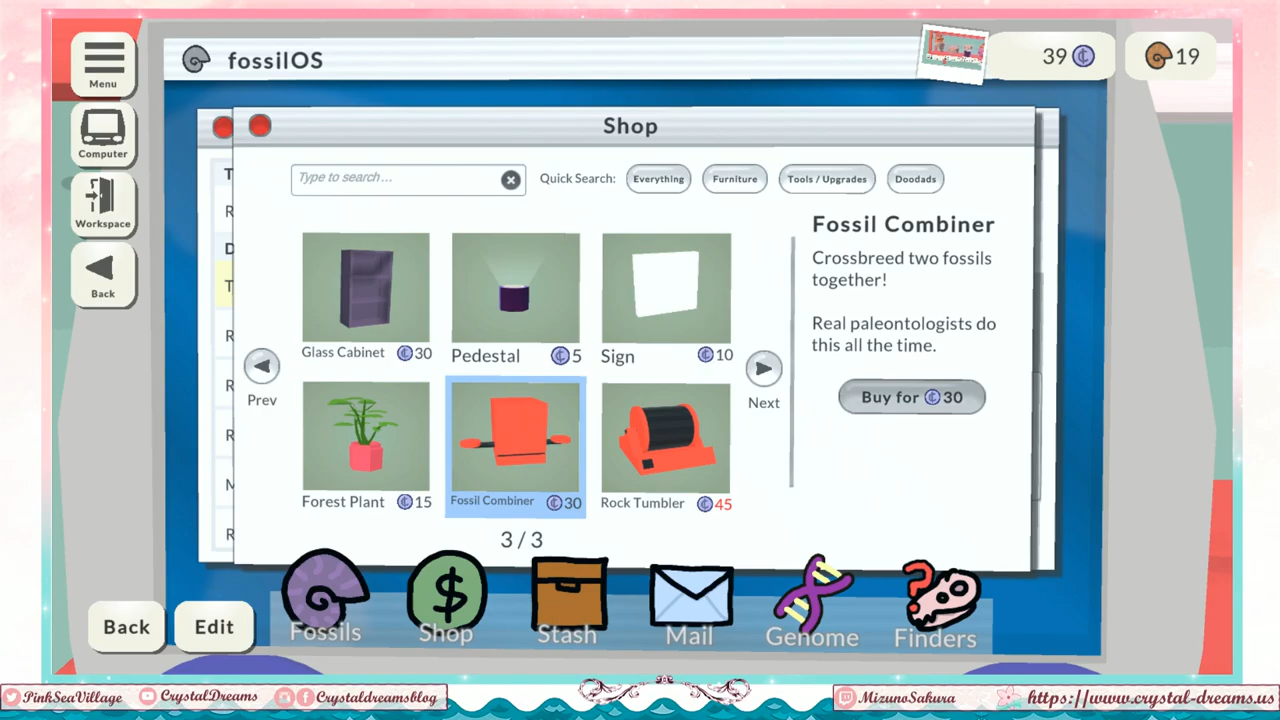 fossilOS
39
19
Menu
Computer
Workspace
Back
Shop
Type to search...
Quick Search:
Everything
Furniture
Tools / Upgrades
Doodads
Glass Cabinet 30
Pedestal 5
Sign 10
Prev
Next
Forest Plant 15
Fossil Combiner 30
Rock Tumbler 45
3 / 3
Fossil Combiner
Crossbreed two fossils
together!
Real paleontologists do
this all the time.
Buy for 30
T
R
D
T
R
R
R
M
R
Back
Edit
Fossils
Shop
Stash
Mail
Genome
Finders
PinkSeaVillage
CrystalDreams
Crystaldreamsblog
MizunoSakura
https://www.crystal-dreams.us